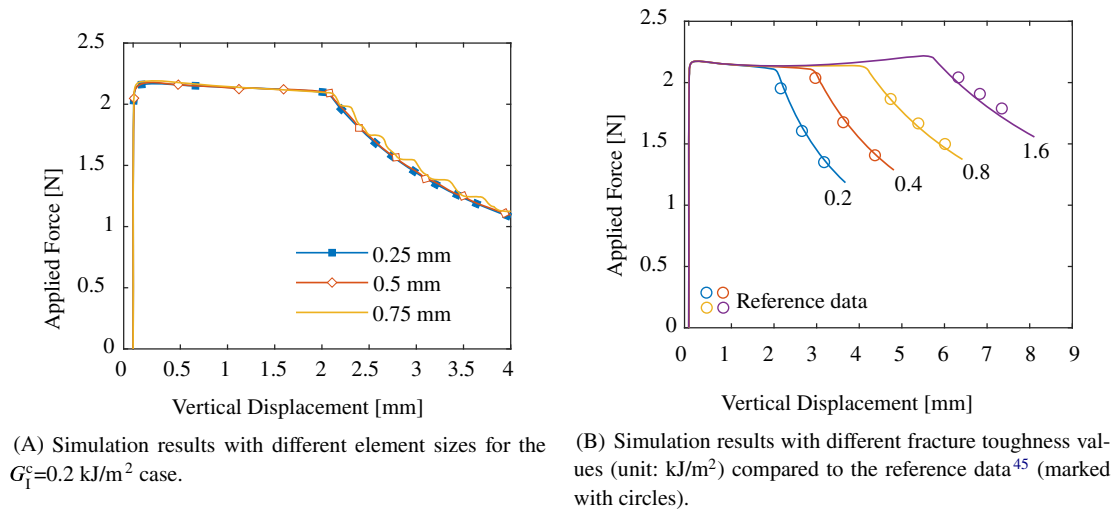 2.5
2
1.5
1
0.5
0
Applied Force [N]
0.25 mm
0.5 mm
0.75 mm
0 0.5 1 1.5 2 2.5 3 3.5 4
Vertical Displacement [mm]
(A) Simulation results with different element sizes for the
G_I^c=0.2 kJ/m² case.
2.5
2
1.5
1
0.5
0
Applied Force [N]
0.2
0.4
0.8
1.6
Reference data
0 1 2 3 4 5 6 7 8 9
Vertical Displacement [mm]
(B) Simulation results with different fracture toughness val-
ues (unit: kJ/m²) compared to the reference data⁴⁵ (marked
with circles).